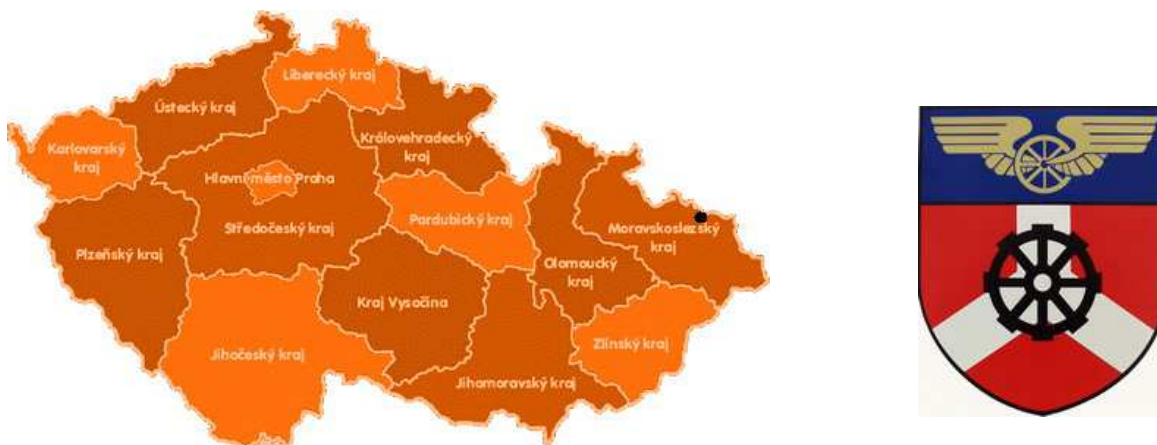 Liberecký kraj
Ústecký kraj
Karlovarský
kraj
Královehradecký
kraj
Hlavní město Praha
Středočeský kraj
Pardubický kraj
Moravskoslezský
kraj
Plzeňský kraj
Olomoucký
kraj
Kraj Vysočina
Zlínský kraj
Jihočeský kraj
Jihomoravský kraj